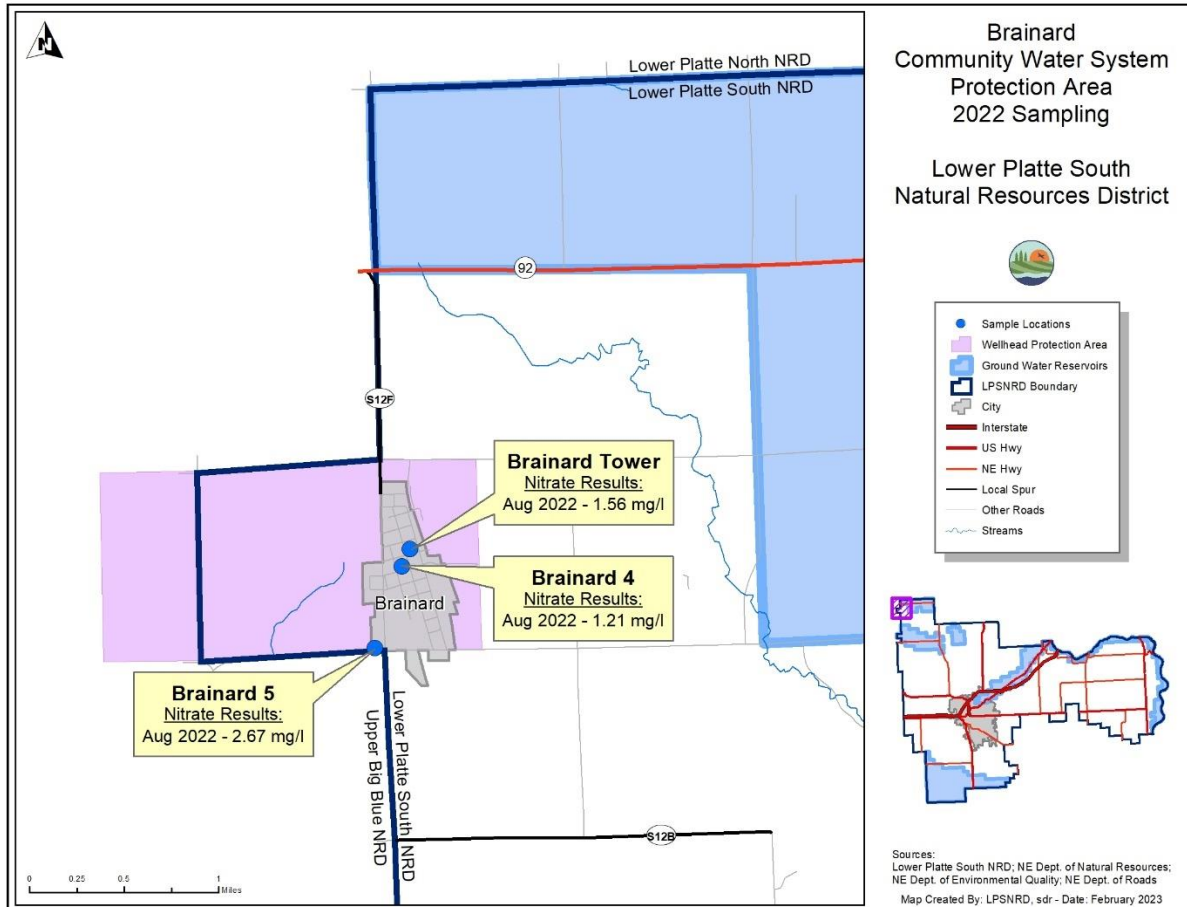 N
Lower Platte North NRD
Lower Platte South NRD
92
S12F
Brainard Tower
Nitrate Results:
Aug 2022 - 1.56 mg/l
Brainard 4
Nitrate Results:
Aug 2022 - 1.21 mg/l
Brainard
Brainard 5
Nitrate Results:
Aug 2022 - 2.67 mg/l
Lower Platte South NRD
Upper Big Blue NRD
S12B
0 0.25 0.5 1
Miles
Brainard
Community Water System
Protection Area
2022 Sampling
Lower Platte South
Natural Resources District
Sample Locations
Wellhead Protection Area
Ground Water Reservoirs
LPSNRD Boundary
City
Interstate
US Hwy
NE Hwy
Local Spur
Other Roads
Streams
Sources:
Lower Platte South NRD; NE Dept. of Natural Resources;
NE Dept. of Environmental Quality; NE Dept. of Roads
Map Created By: LPSNRD, sdr - Date: February 2023